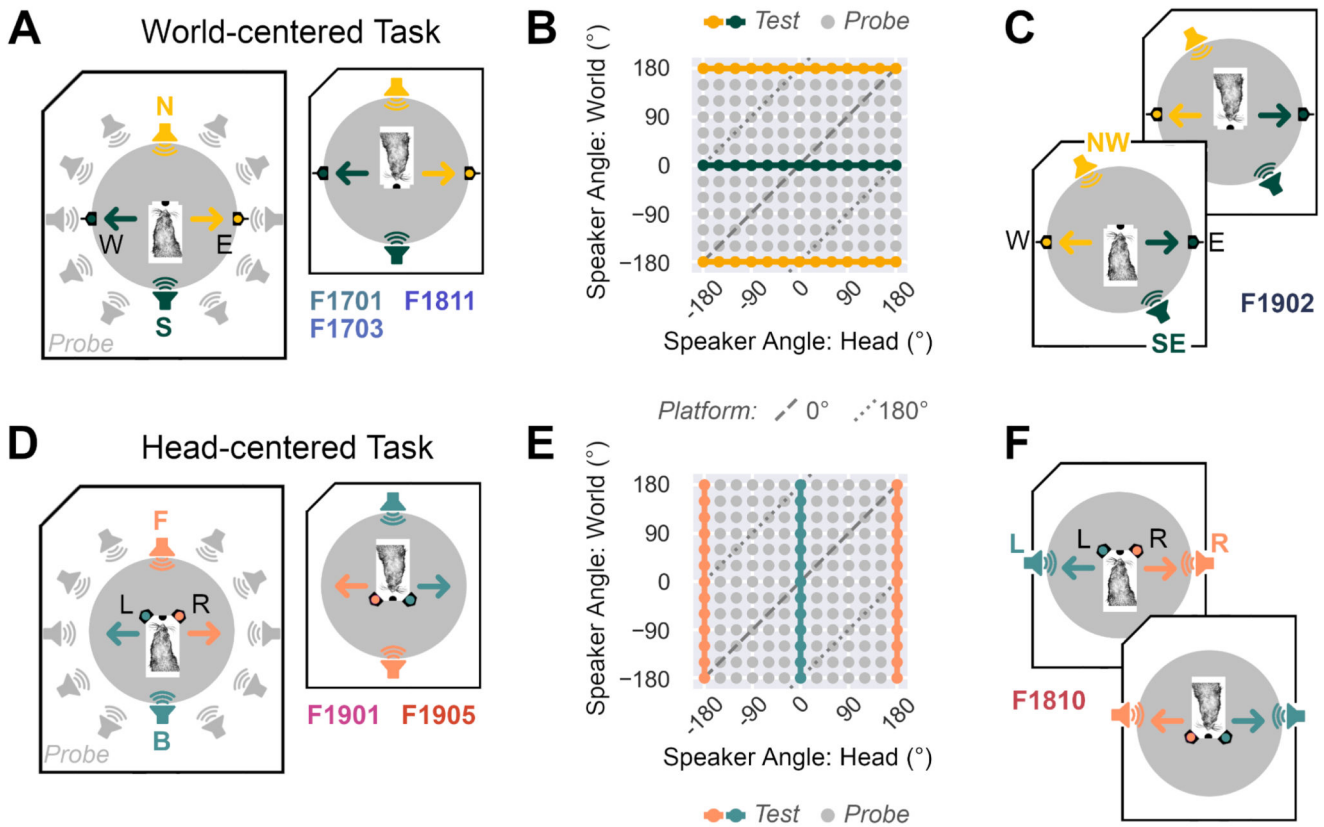 A
World-centered Task
N
W
E
S
Probe
F1701 F1811
F1703
B
Test Probe
Speaker Angle: World (°)
180
90
0
−90
−180
-180
-90
0
90
180
Speaker Angle: Head (°)
Platform: 0° 180°
C
NW
W
E
SE
F1902
D
Head-centered Task
F
L
R
B
Probe
F1901 F1905
E
Speaker Angle: World (°)
180
90
0
−90
−180
-180
-90
0
90
180
Speaker Angle: Head (°)
Test Probe
F
L
L
R
R
F1810